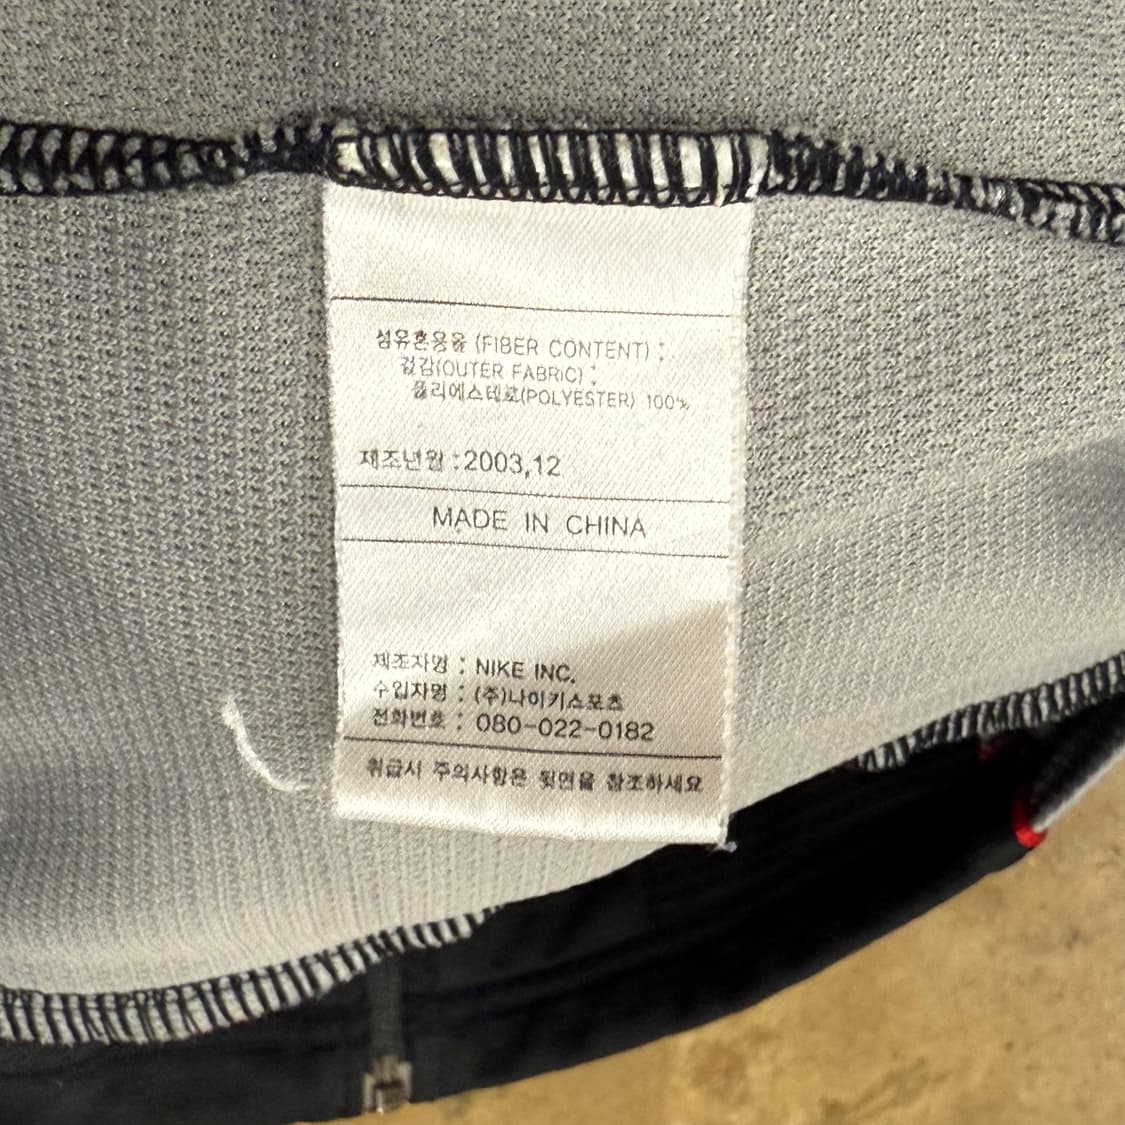 섬유혼용율 (FIBER CONTENT) :
겉감(OUTER FABRIC) :
폴리에스테르(POLYESTER) 100%
제조년월 : 2003,12
MADE IN CHINA
제조자명 : NIKE INC.
수입자명 : (주)나이키스포츠
전화번호 : 080-022-0182
취급시 주의사항은 뒷면을 참조하세요